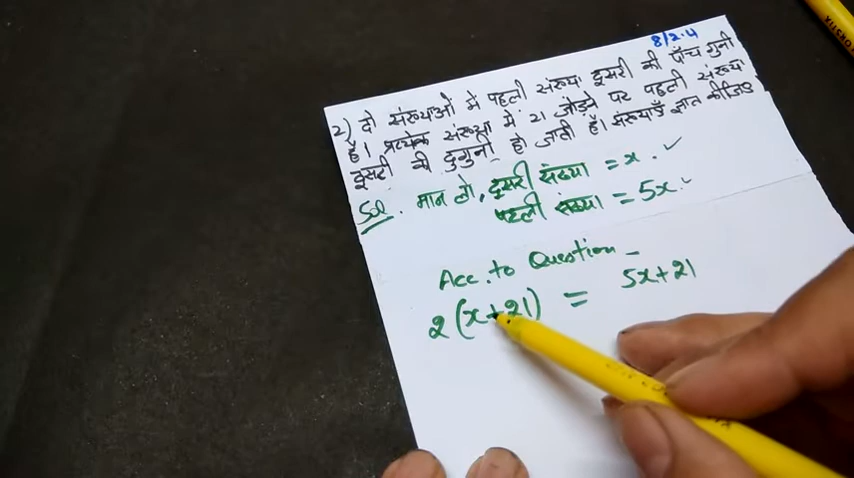 8/2.4
2) दो संख्याओं में पहली संख्या दूसरी की पाँच गुनी
है। प्रत्येक संख्या में 21 जोड़ने पर पहली संख्या
दूसरी की दुगुनी हो जाती है। संख्याएँ ज्ञात कीजिए
Sol. मान लो, दूसरी संख्या = x. ✓
पहली संख्या = 5x ✓
Acc. to Question –
2(x+21) = 5x+21